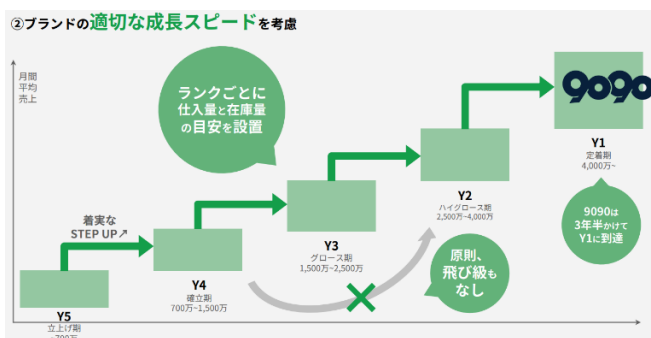 ②ブランドの適切な成長スピードを考慮
月間
平均
売上
ランクごとに
仕入量と在庫量
の目安を設置
9090
Y1
定着期
4,000万~
Y2
ハイグロース期
2,500万~4,000万
9090は
3年半かけて
Y1に到達
着実な
STEP UP↗
Y3
グロース期
1,500万~2,500万
原則、
飛び級も
なし
Y4
確立期
700万~1,500万
Y5
立上げ期
~700万